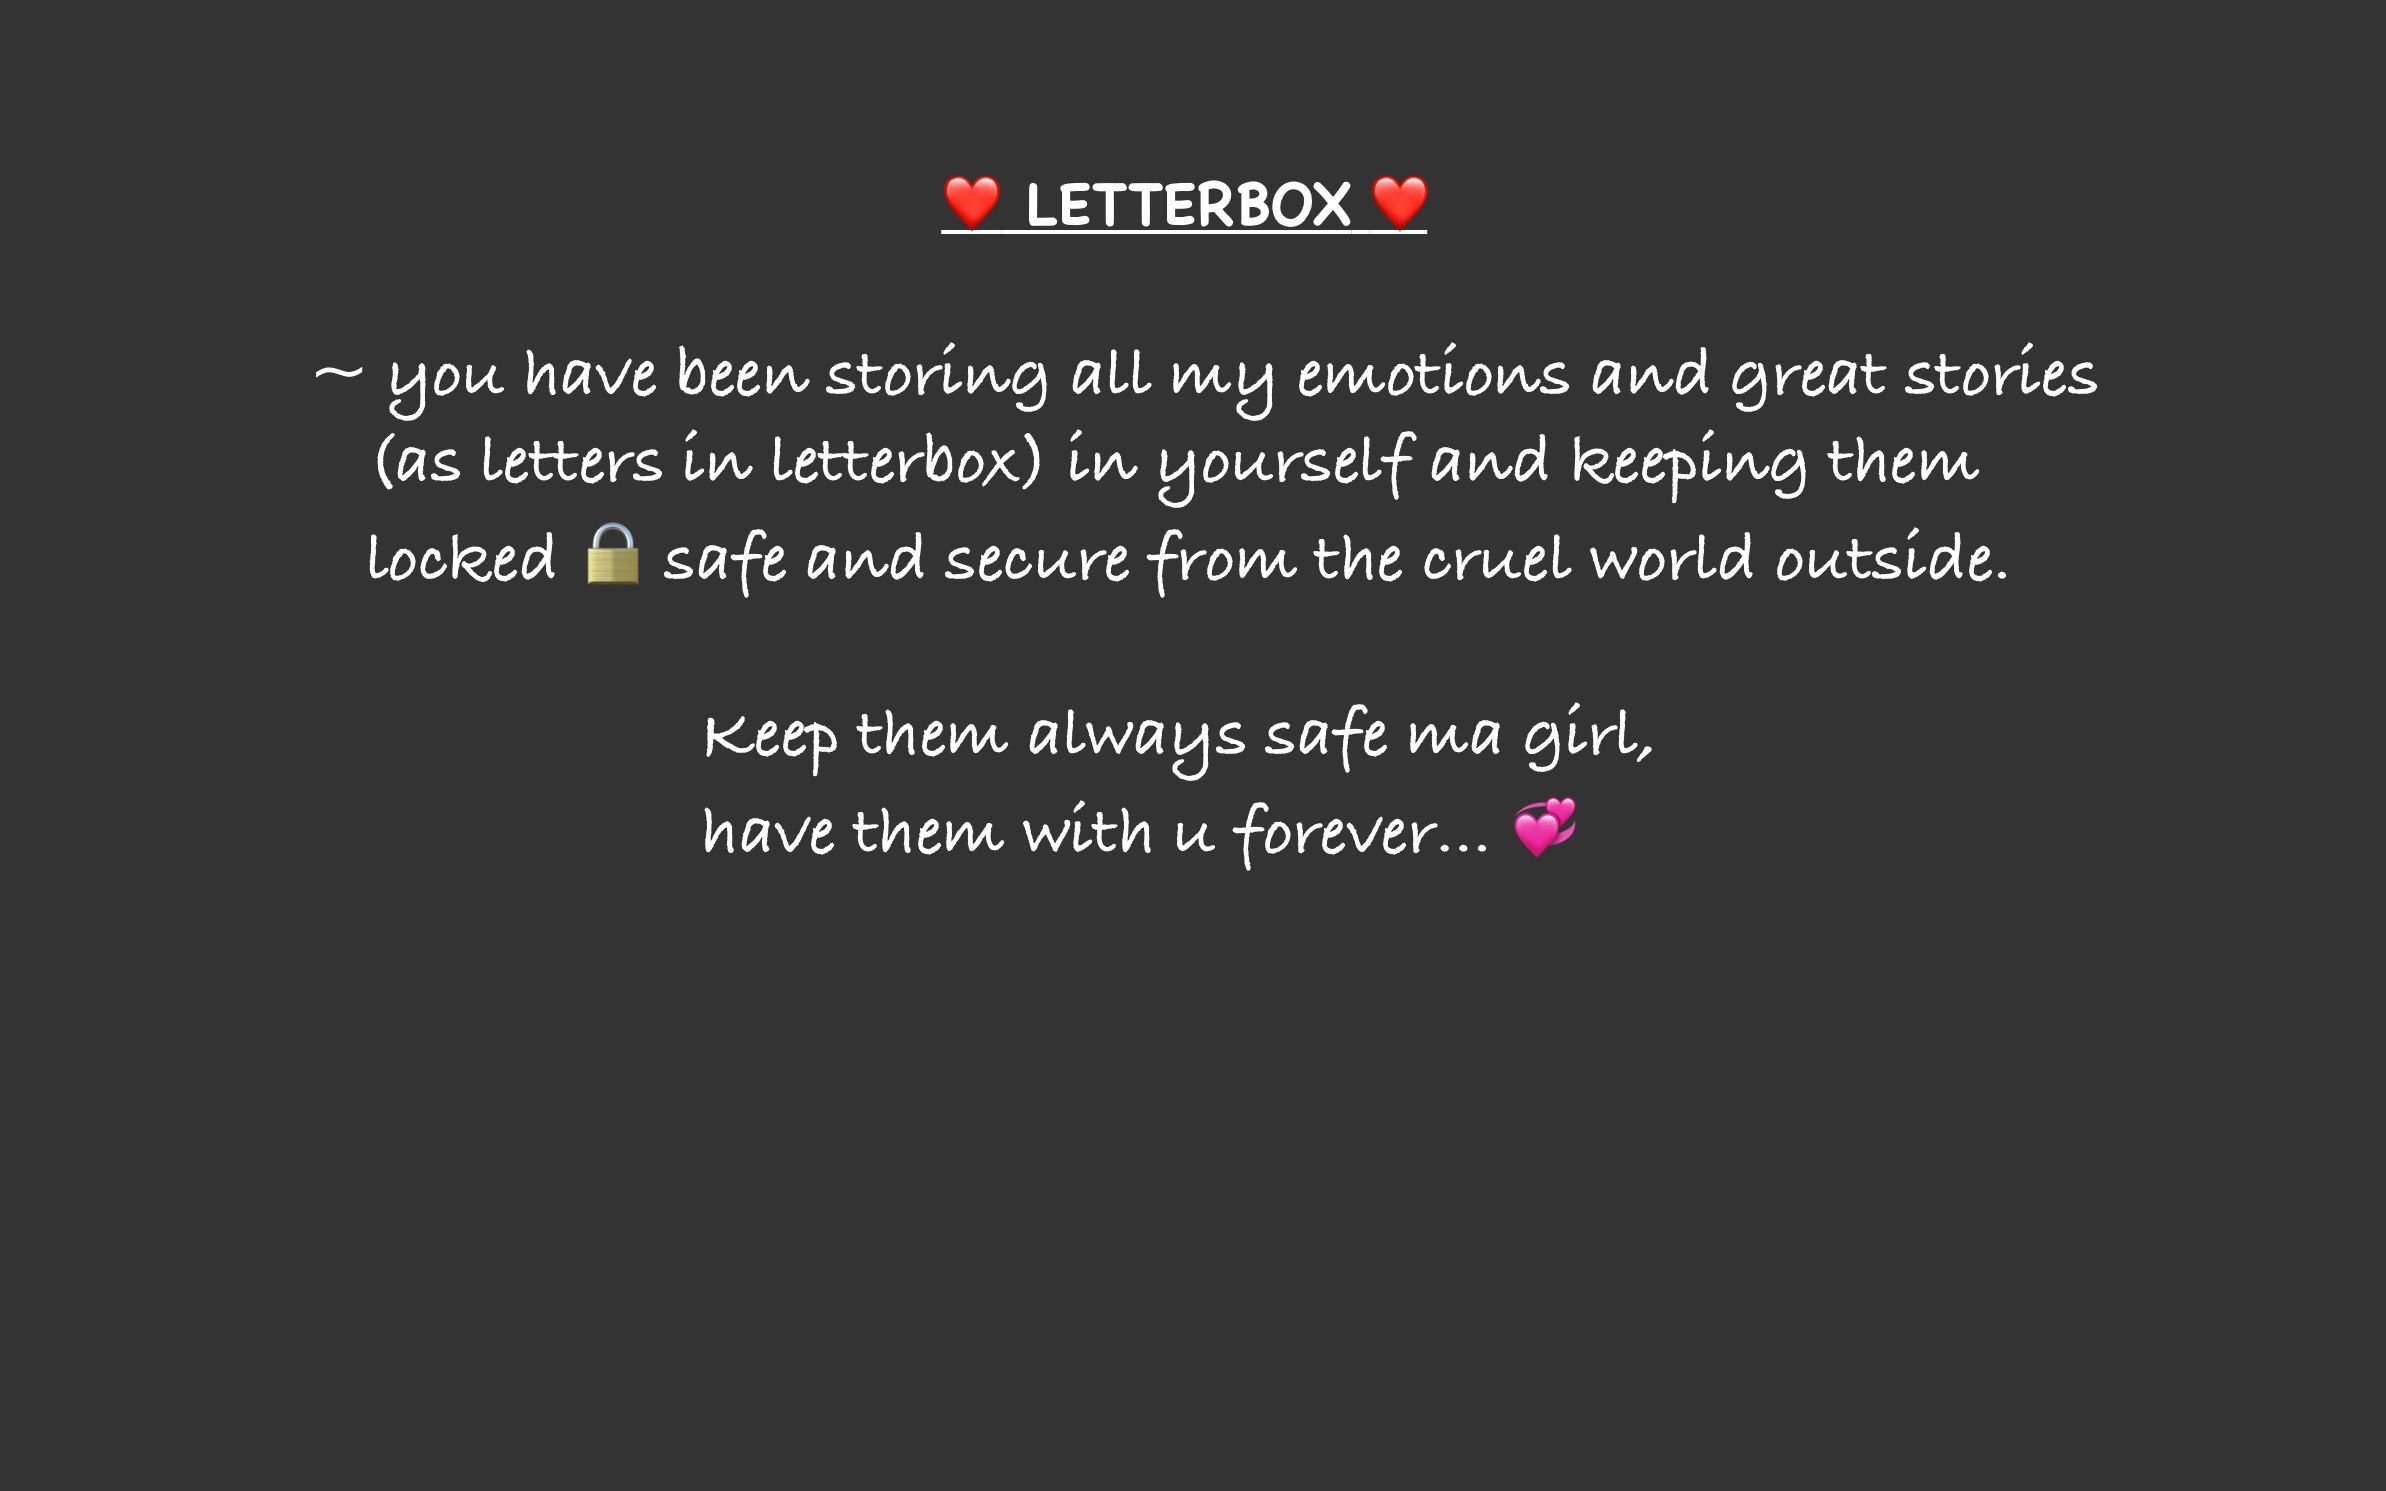 ❤️ LETTERBOX ❤️
~ you have been storing all my emotions and great stories
(as letters in letterbox) in yourself and keeping them
locked 🔒 safe and secure from the cruel world outside.
Keep them always safe ma girl,
have them with u forever... 💞